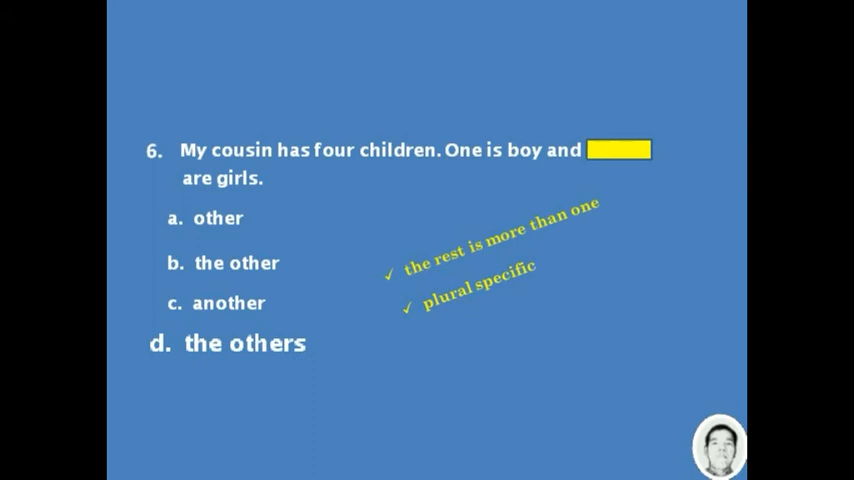 6. My cousin has four children. One is boy and
are girls.
a. other
b. the other
c. another
d. the others
✓ the rest is more than one
✓ plural specific